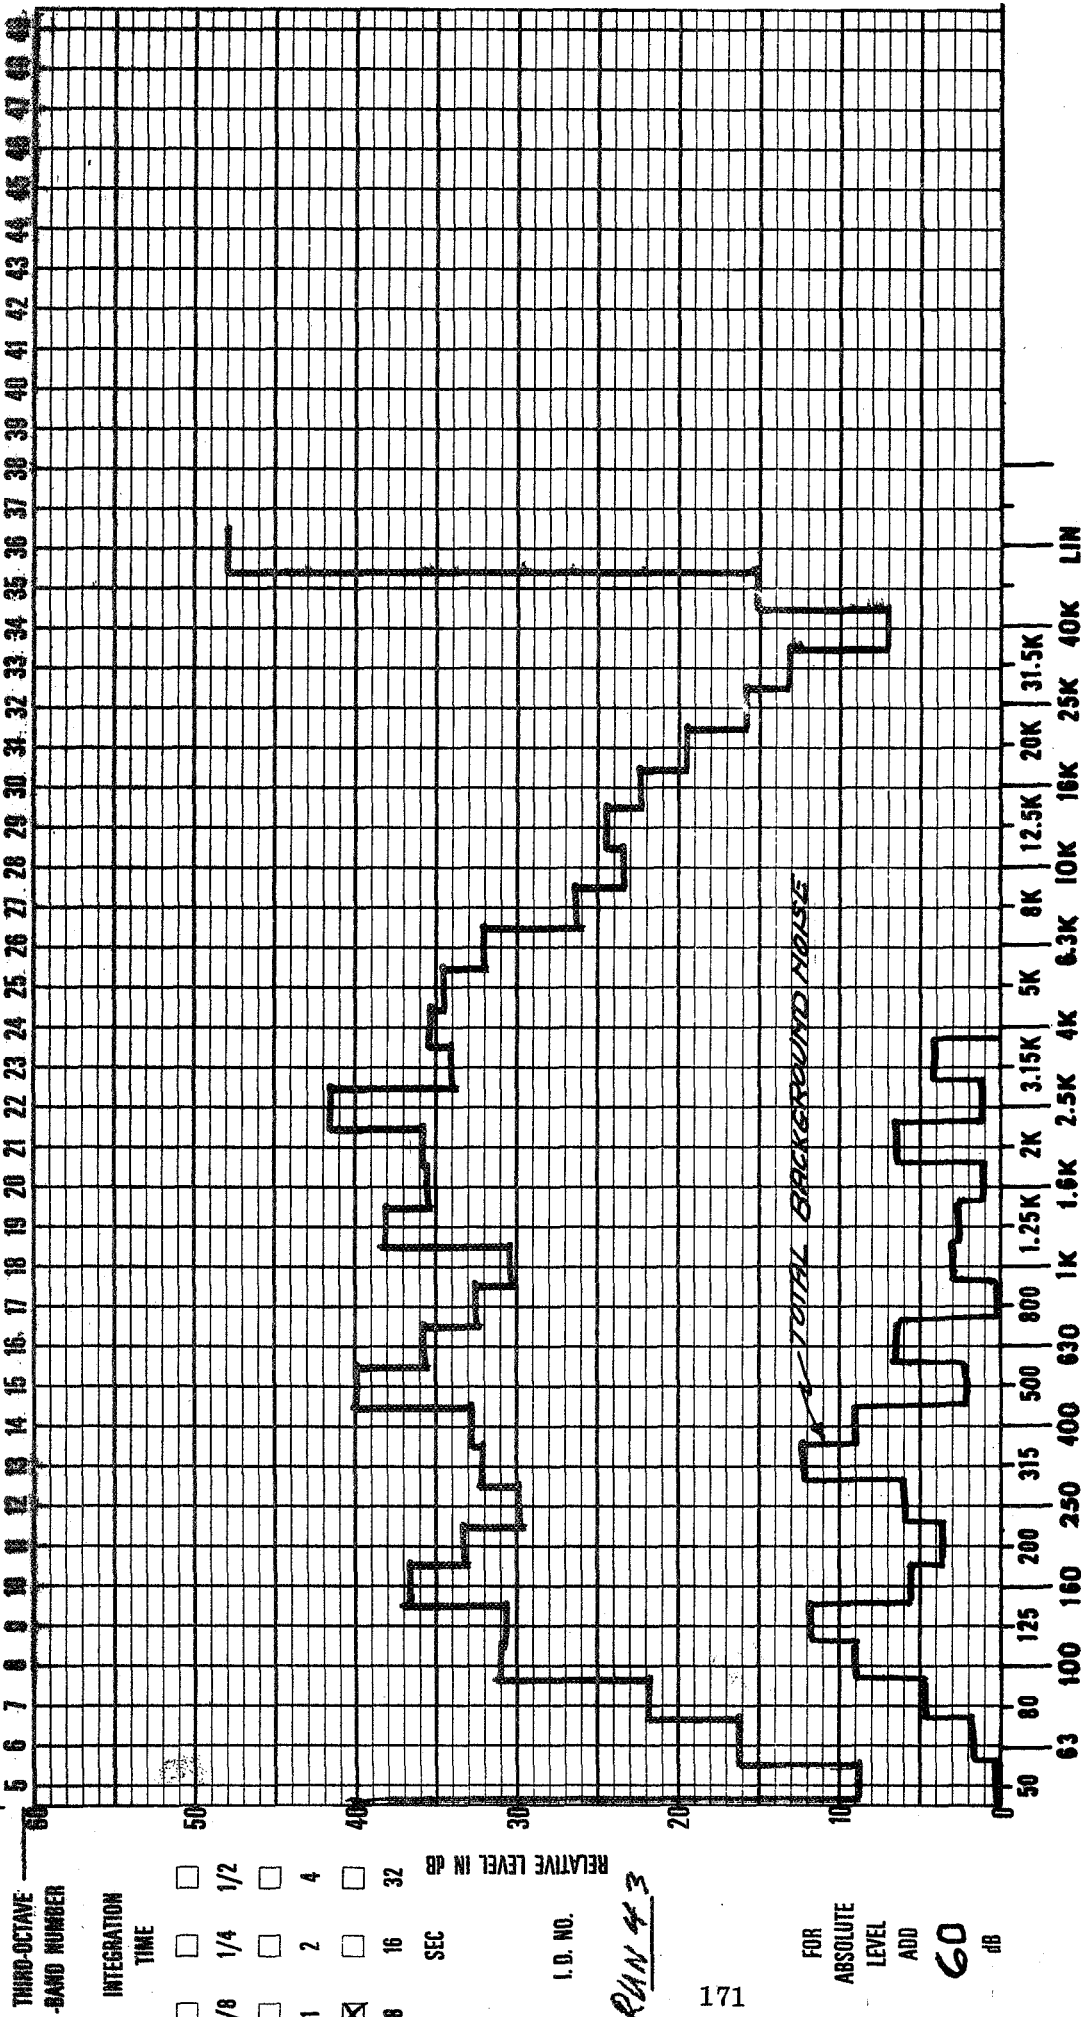 THIRD-OCTAVE
-BAND NUMBER
5 6 7 8 9 10 11 12 13 14 15 16 17 18 19 20 21 22 23 24 25 26 27 28 29 30 31 32 33 34 35 36 37 38 39 40 41 42 43 44 45 46 47 48
INTEGRATION
TIME
1/4 1/2
1 2 4
16 32
SEC
RELATIVE LEVEL IN dB
60
50
40
30
20
10
0
I. D. NO.
RUN 43
FOR
ABSOLUTE
LEVEL
ADD
60
dB
TOTAL BACKGROUND NOISE
50 80 125 200 315 500 800 1.25K 2K 3.15K 5K 8K 12.5K 20K 31.5K
63 100 160 250 400 630 1K 1.6K 2.5K 4K 6.3K 10K 16K 25K 40K LIN
171